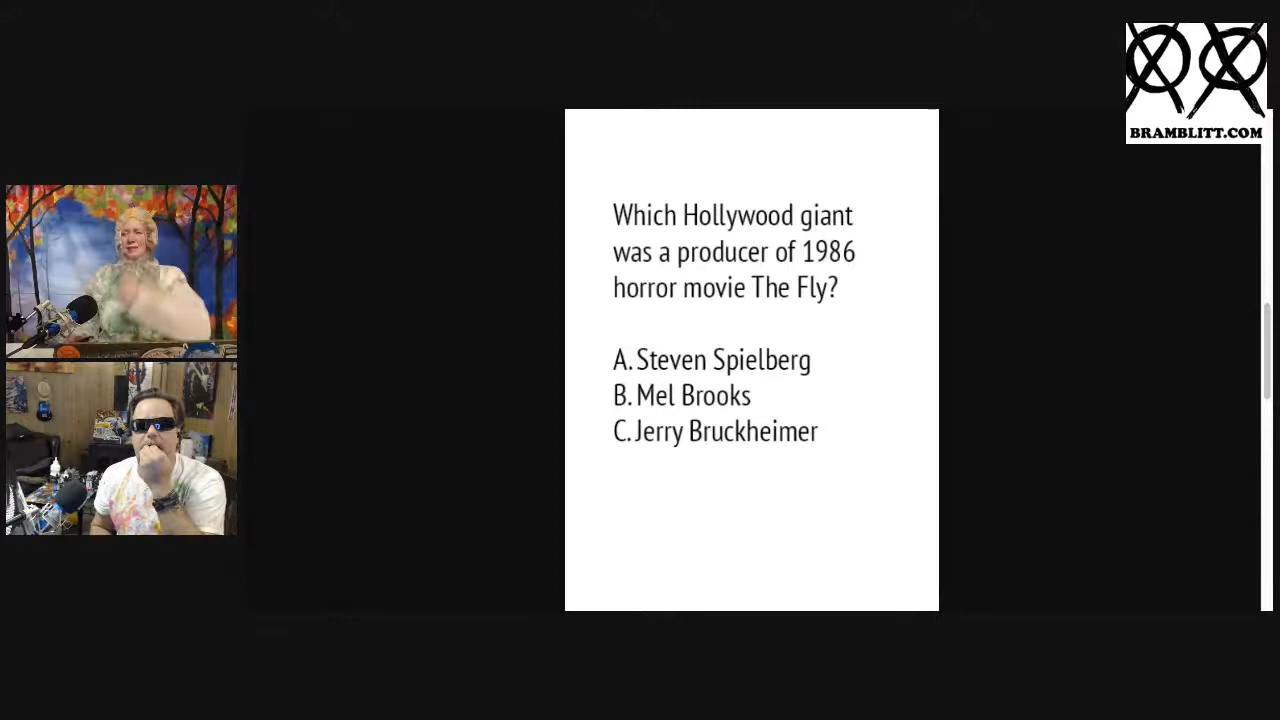 BRAMBLITT.COM
Which Hollywood giant
was a producer of 1986
horror movie The Fly?
A. Steven Spielberg
B. Mel Brooks
C. Jerry Bruckheimer